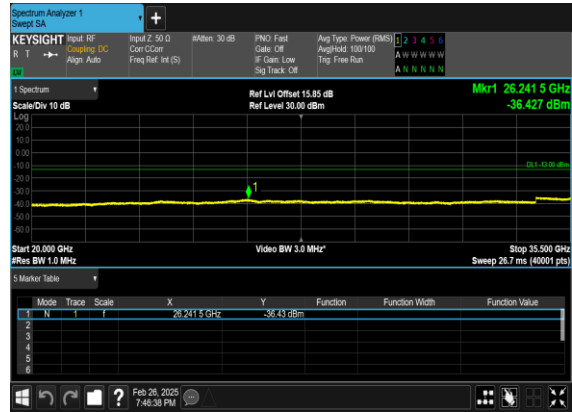 Spectrum Analyzer 1
Swept SA
+
KEYSIGHT Input: RF Input Z: 50 Ω #Atten: 30 dB PNO: Fast Avg Type: Power (RMS) 1 2 3 4 5 6
R T Coupling: DC Corr CCorr Gate: Off Avg|Hold: 100/100 A W W W W W
Align: Auto Freq Ref: Int (S) IF Gain: Low Trig: Free Run A N N N N N
Sig Track: Off
1 Spectrum Ref Lvl Offset 15.85 dB Mkr1 26.241 5 GHz
Scale/Div 10 dB Ref Level 30.00 dBm -36.427 dBm
Log
20.0
10.0
0.00
-10.0 DL1 -13.00 dBm
-20.0
-30.0 1
-40.0
-50.0
-60.0
Start 20.000 GHz Video BW 3.0 MHz* Stop 35.500 GHz
#Res BW 1.0 MHz Sweep 26.7 ms (40001 pts)
5 Marker Table
Mode Trace Scale X Y Function Function Width Function Value
1 N 1 f 26.241 5 GHz -36.43 dBm
2
3
4
5
6
? Feb 26, 2025
7:46:38 PM